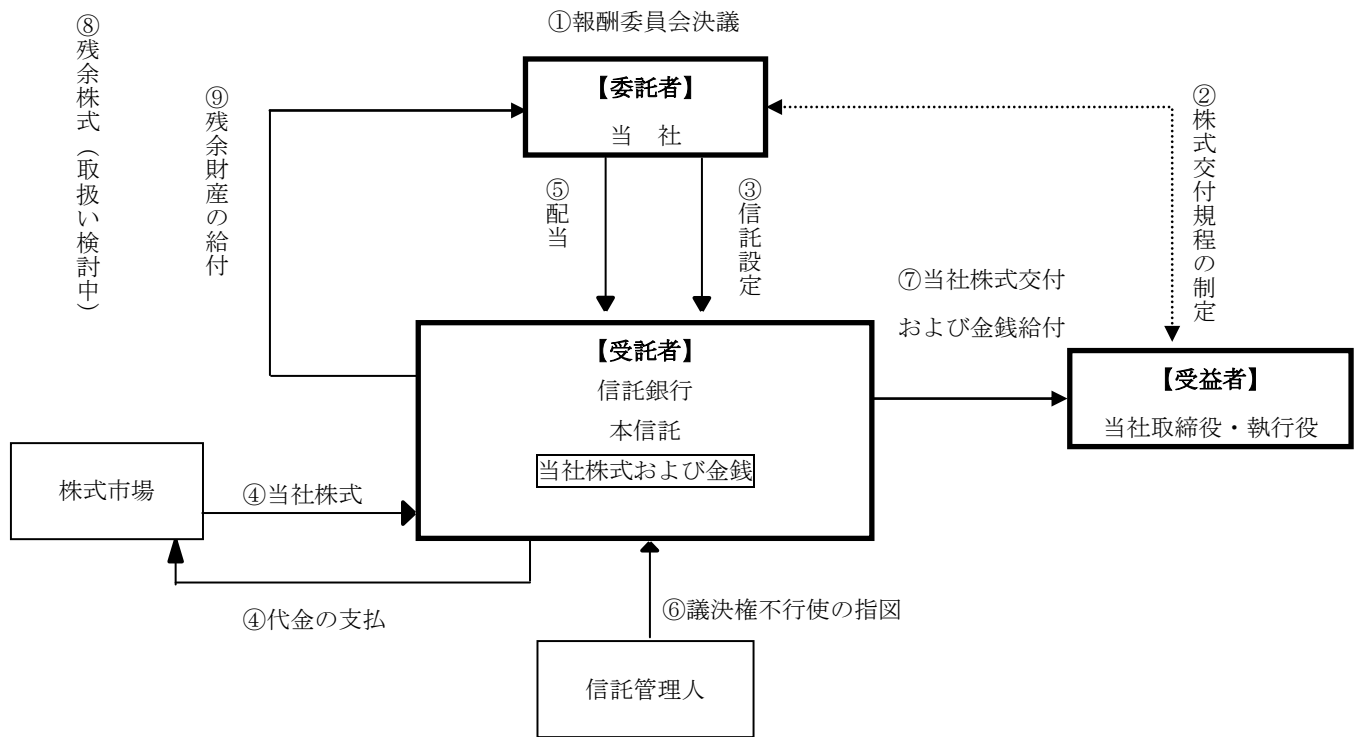 ①報酬委員会決議
⑧残余株式（取扱い検討中）
⑨残余財産の給付
【委託者】
当　社
②株式交付規程の制定
⑤配当
③信託設定
⑦当社株式交付
および金銭給付
【受託者】
信託銀行
本信託
当社株式および金銭
【受益者】
当社取締役・執行役
株式市場
④当社株式
④代金の支払
⑥議決権不行使の指図
信託管理人